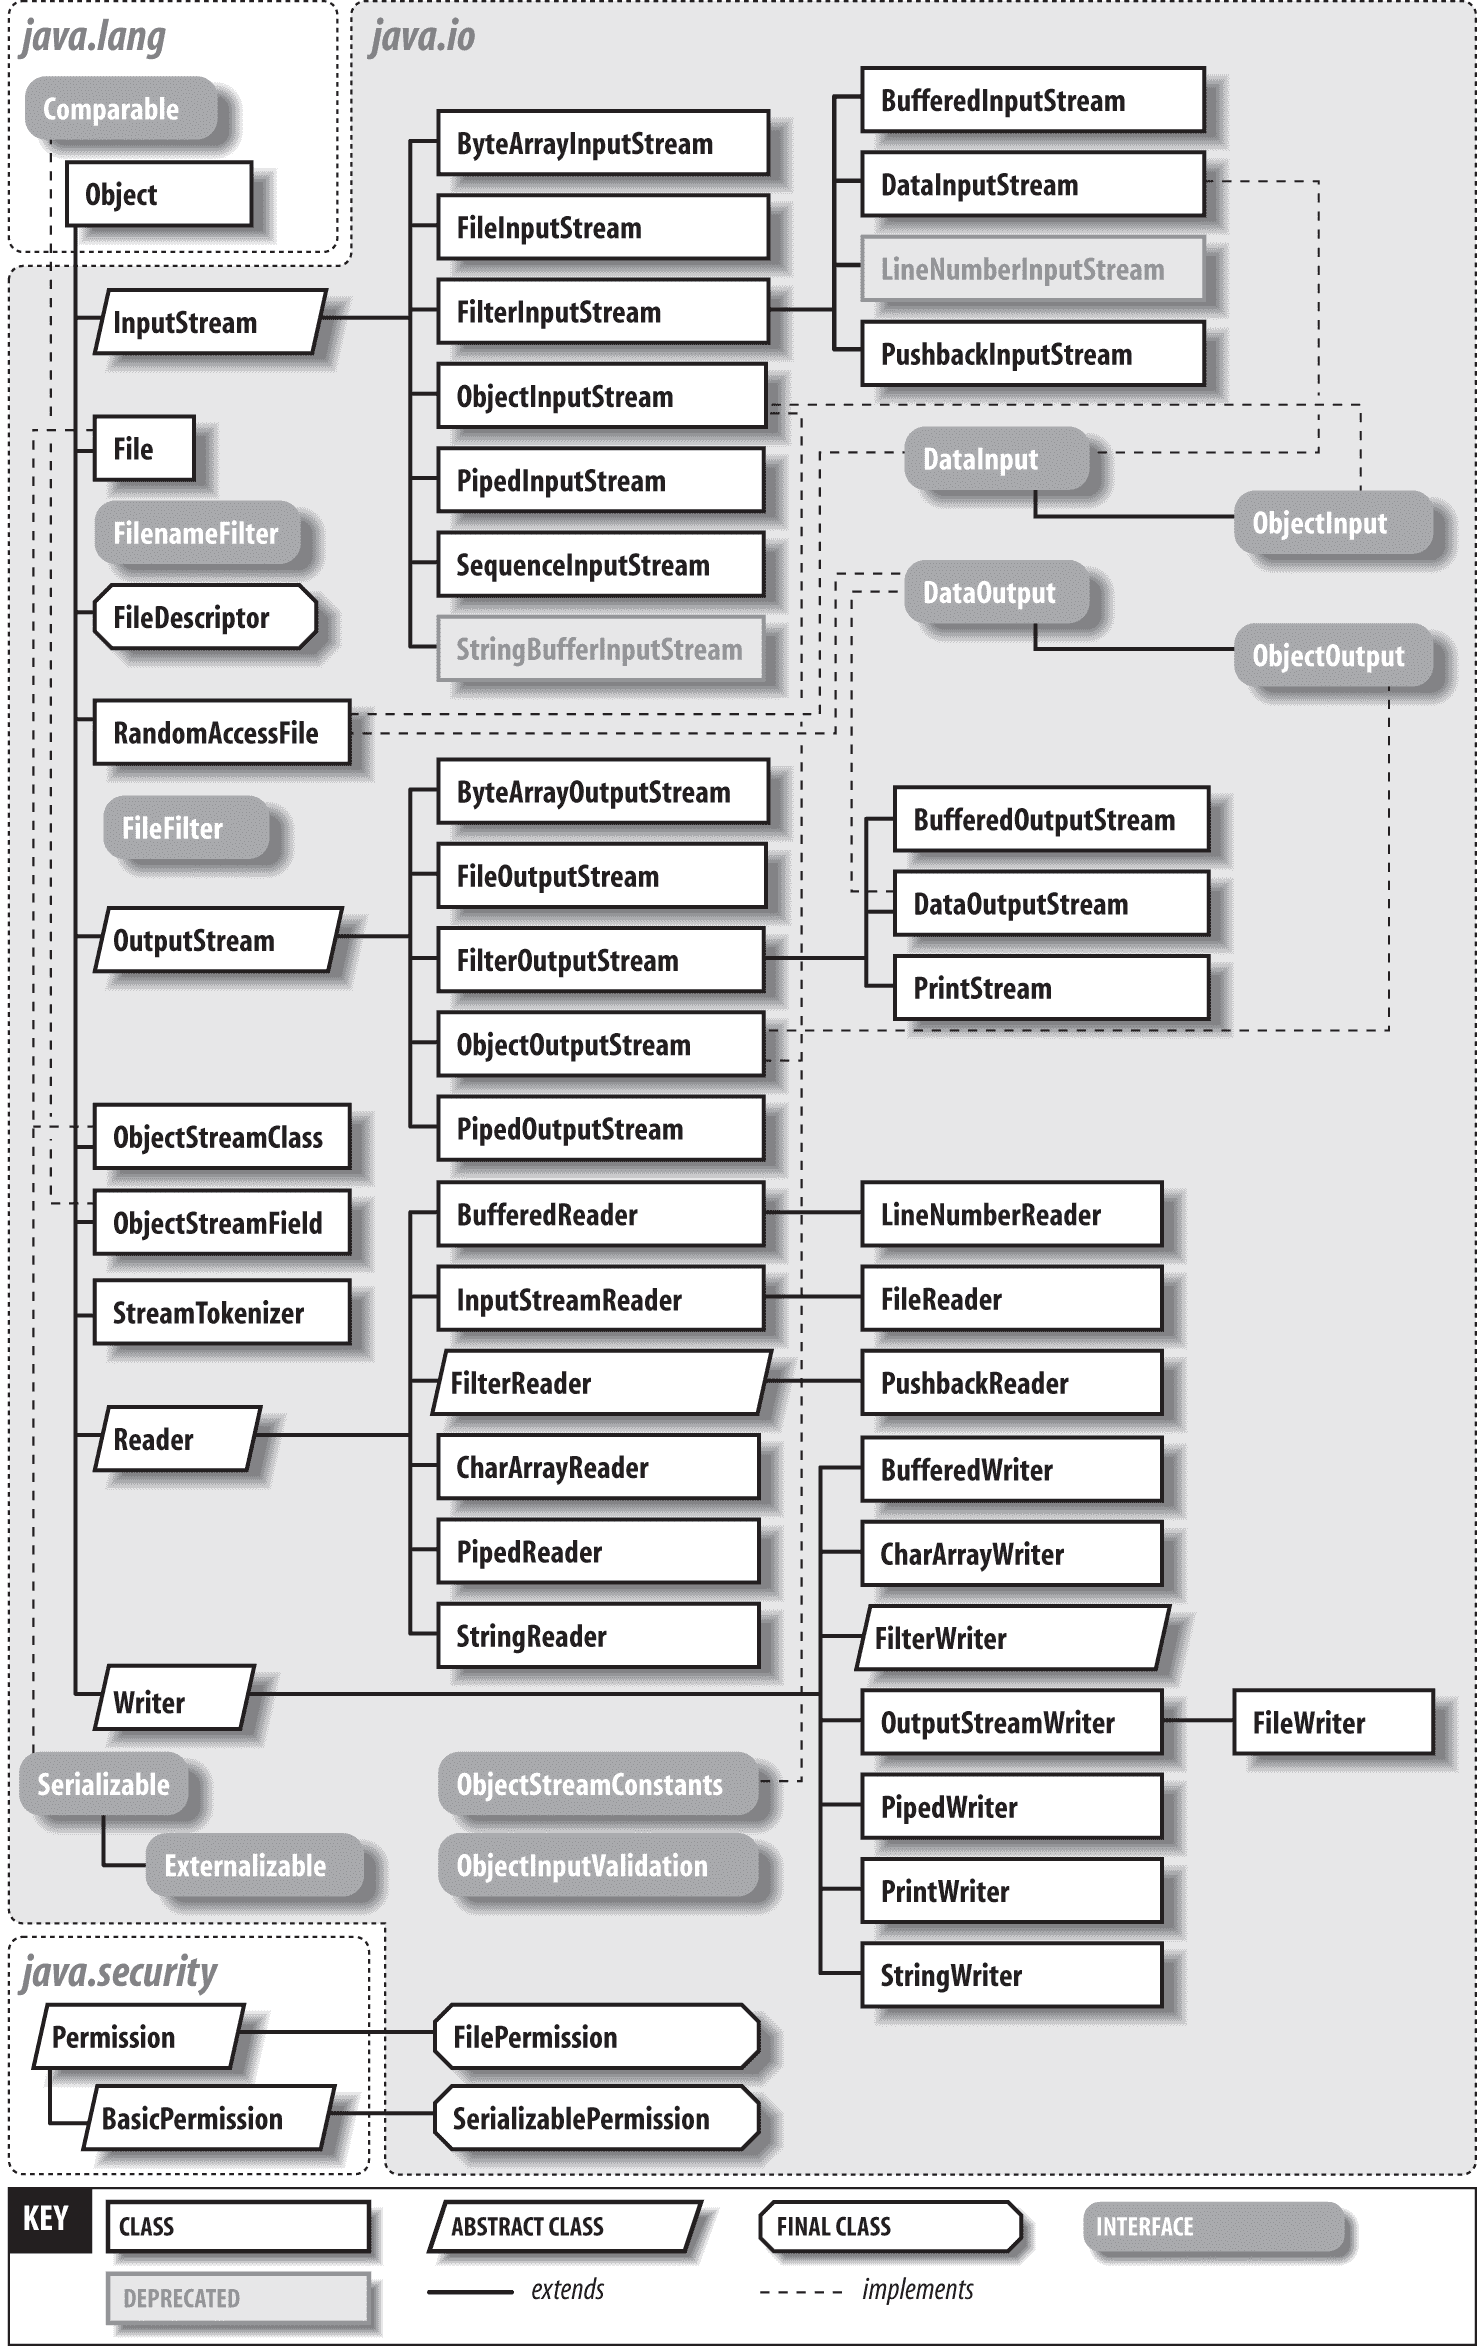 java.lang
Comparable
Object
java.io
InputStream
File
FilenameFilter
FileDescriptor
RandomAccessFile
FileFilter
OutputStream
ObjectStreamClass
ObjectStreamField
StreamTokenizer
Reader
Writer
Serializable
Externalizable
ByteArrayInputStream
FileInputStream
FilterInputStream
ObjectInputStream
PipedInputStream
SequenceInputStream
StringBufferInputStream
ByteArrayOutputStream
FileOutputStream
FilterOutputStream
ObjectOutputStream
PipedOutputStream
BufferedReader
InputStreamReader
FilterReader
CharArrayReader
PipedReader
StringReader
ObjectStreamConstants
ObjectInputValidation
BufferedInputStream
DataInputStream
LineNumberInputStream
PushbackInputStream
DataInput
ObjectInput
DataOutput
ObjectOutput
BufferedOutputStream
DataOutputStream
PrintStream
LineNumberReader
FileReader
PushbackReader
BufferedWriter
CharArrayWriter
FilterWriter
OutputStreamWriter
FileWriter
PipedWriter
PrintWriter
StringWriter
java.security
Permission
BasicPermission
FilePermission
SerializablePermission
KEY
CLASS
ABSTRACT CLASS
FINAL CLASS
INTERFACE
DEPRECATED
extends
implements